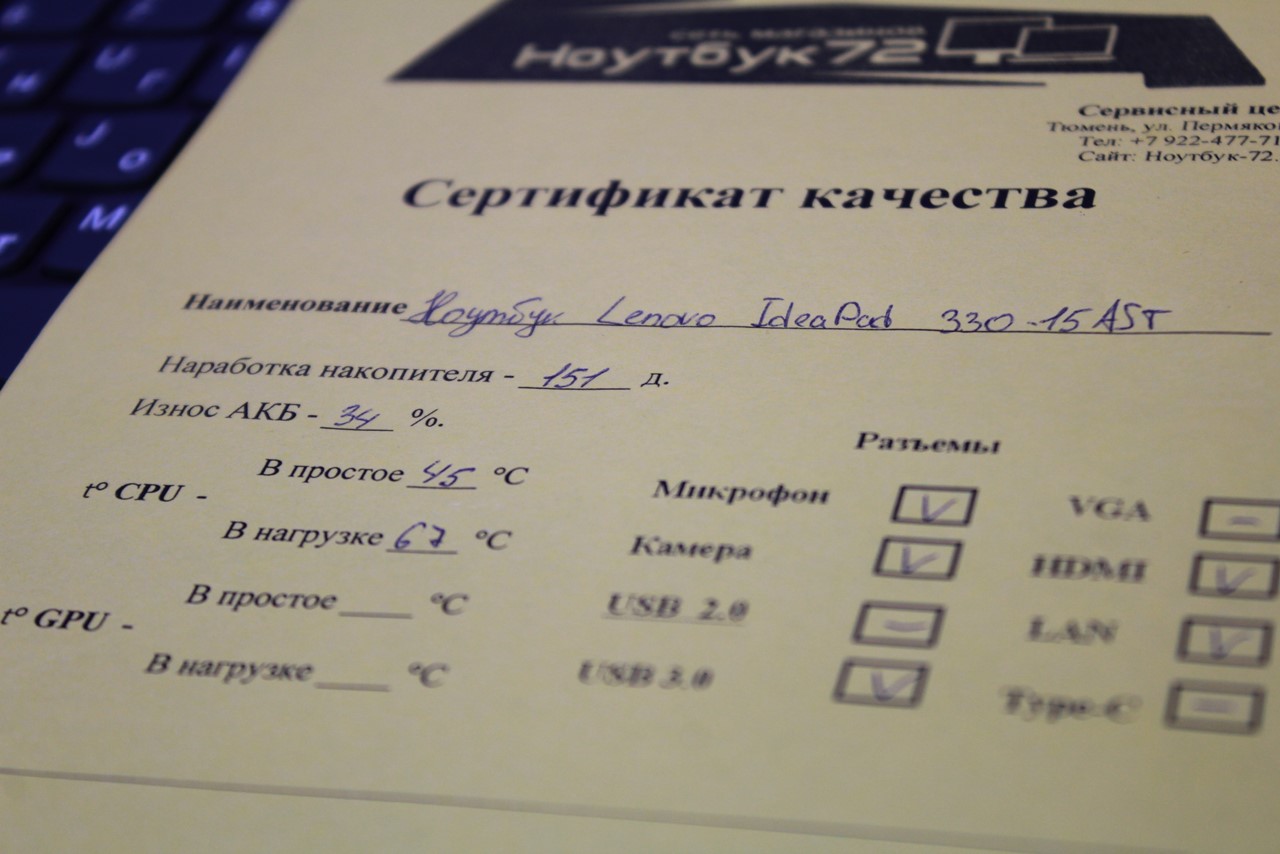 сеть магазинов
Ноутбук72
Сервисный це
Тюмень, ул. Пермяко
Тел: +7 922-477-71
Сайт: Ноутбук-72.
Сертификат качества
Наименование Ноутбук Lenovo IdeaPad 330-15AST
Наработка накопителя - 151 д.
Износ АКБ - 34 %.
Разъемы
t° CPU -
В простое 45 °C
В нагрузке 67 °C
t° GPU -
В простое ____ °C
В нагрузке ____ °C
Микрофон V
Камера V
USB 2.0 –
USB 3.0 V
VGA –
HDMI V
LAN V
Type-C –